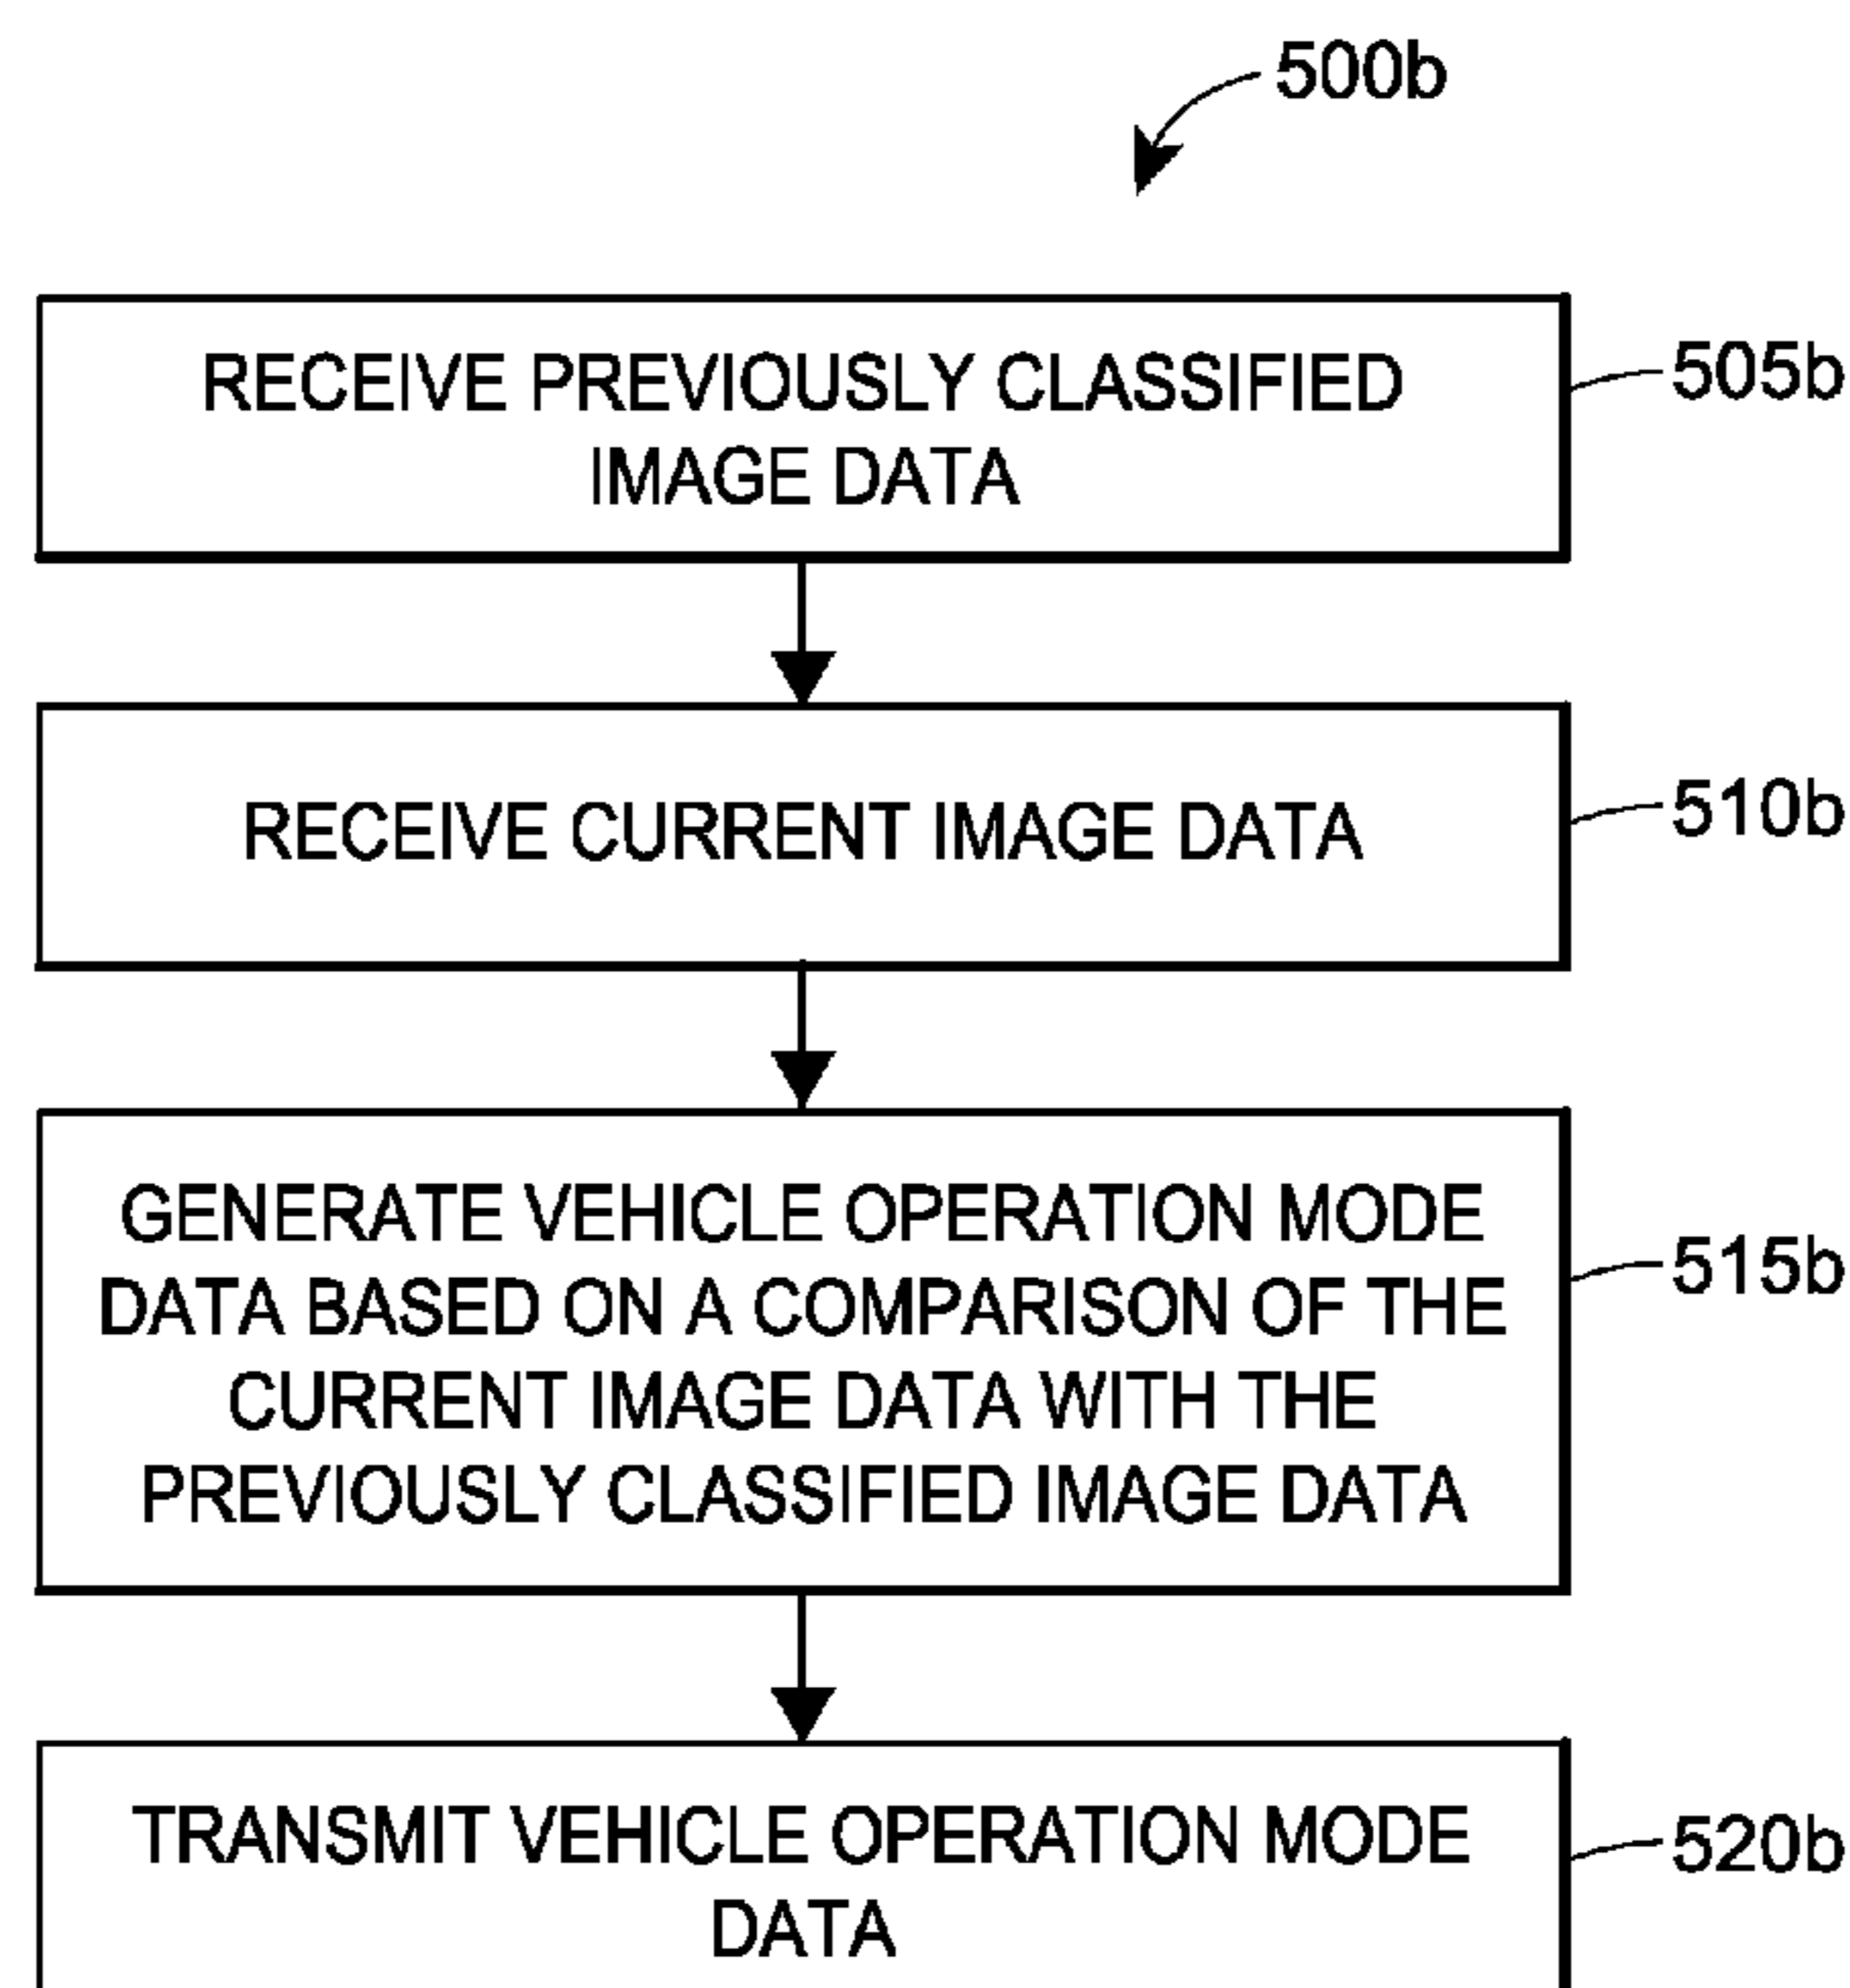 500b
RECEIVE PREVIOUSLY CLASSIFIED
IMAGE DATA
505b
RECEIVE CURRENT IMAGE DATA
510b
GENERATE VEHICLE OPERATION MODE
DATA BASED ON A COMPARISON OF THE
CURRENT IMAGE DATA WITH THE
PREVIOUSLY CLASSIFIED IMAGE DATA
515b
TRANSMIT VEHICLE OPERATION MODE
DATA
520b